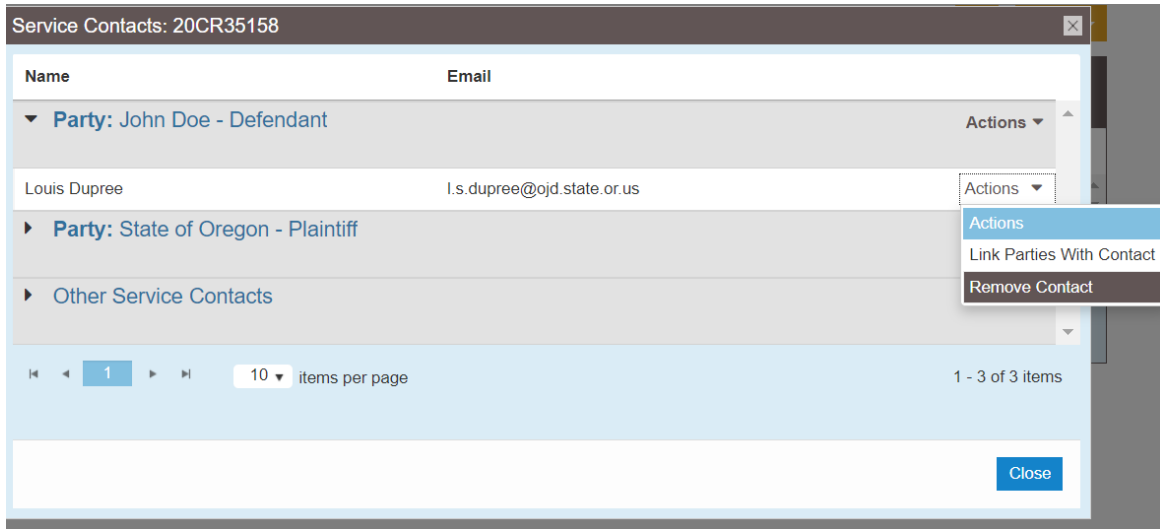 Service Contacts: 20CR35158
Name Email
Party: John Doe - Defendant Actions
Louis Dupree l.s.dupree@ojd.state.or.us Actions
Party: State of Oregon - Plaintiff Actions
Link Parties With Contact
Other Service Contacts Remove Contact
1 10 items per page 1 - 3 of 3 items
Close